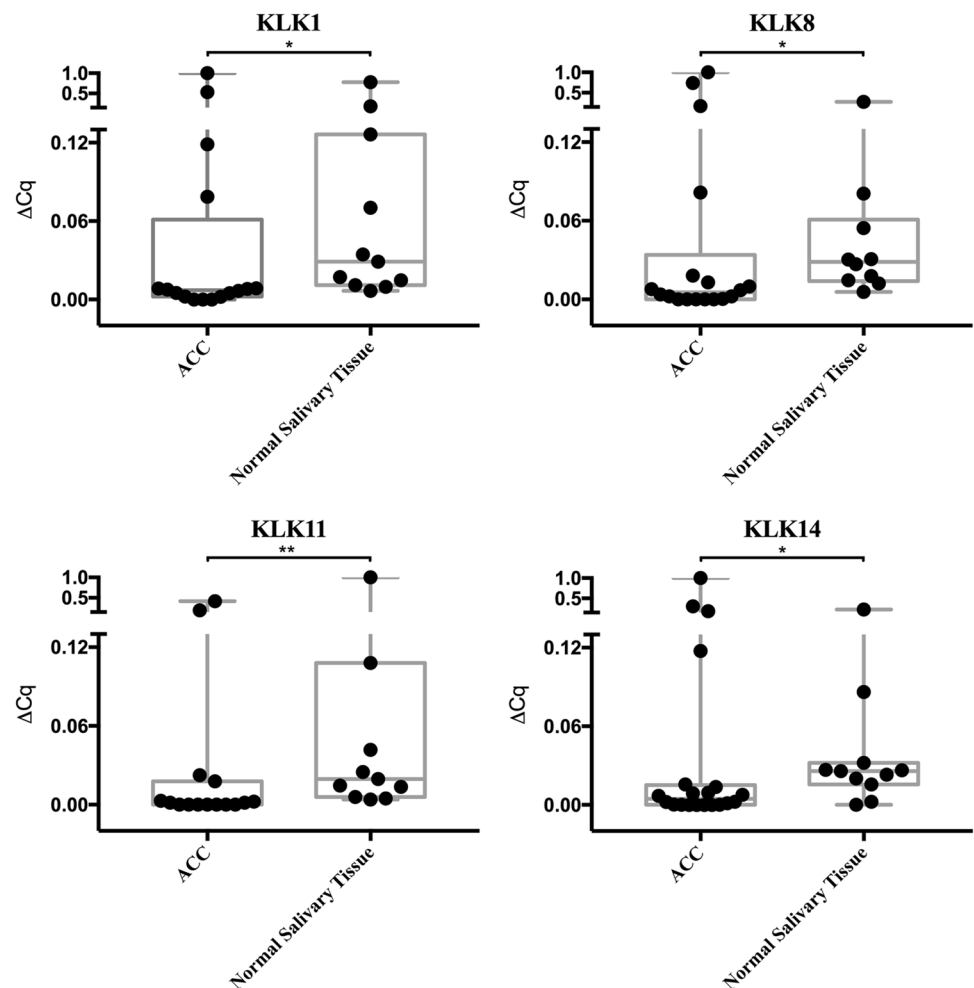 KLK1
*
1.0
0.5
0.12
0.06
0.00
ΔCq
ACC
Normal Salivary Tissue
KLK8
*
1.0
0.5
0.12
0.06
0.00
ΔCq
ACC
Normal Salivary Tissue
KLK11
**
1.0
0.5
0.12
0.06
0.00
ΔCq
ACC
Normal Salivary Tissue
KLK14
*
1.0
0.5
0.12
0.06
0.00
ΔCq
ACC
Normal Salivary Tissue